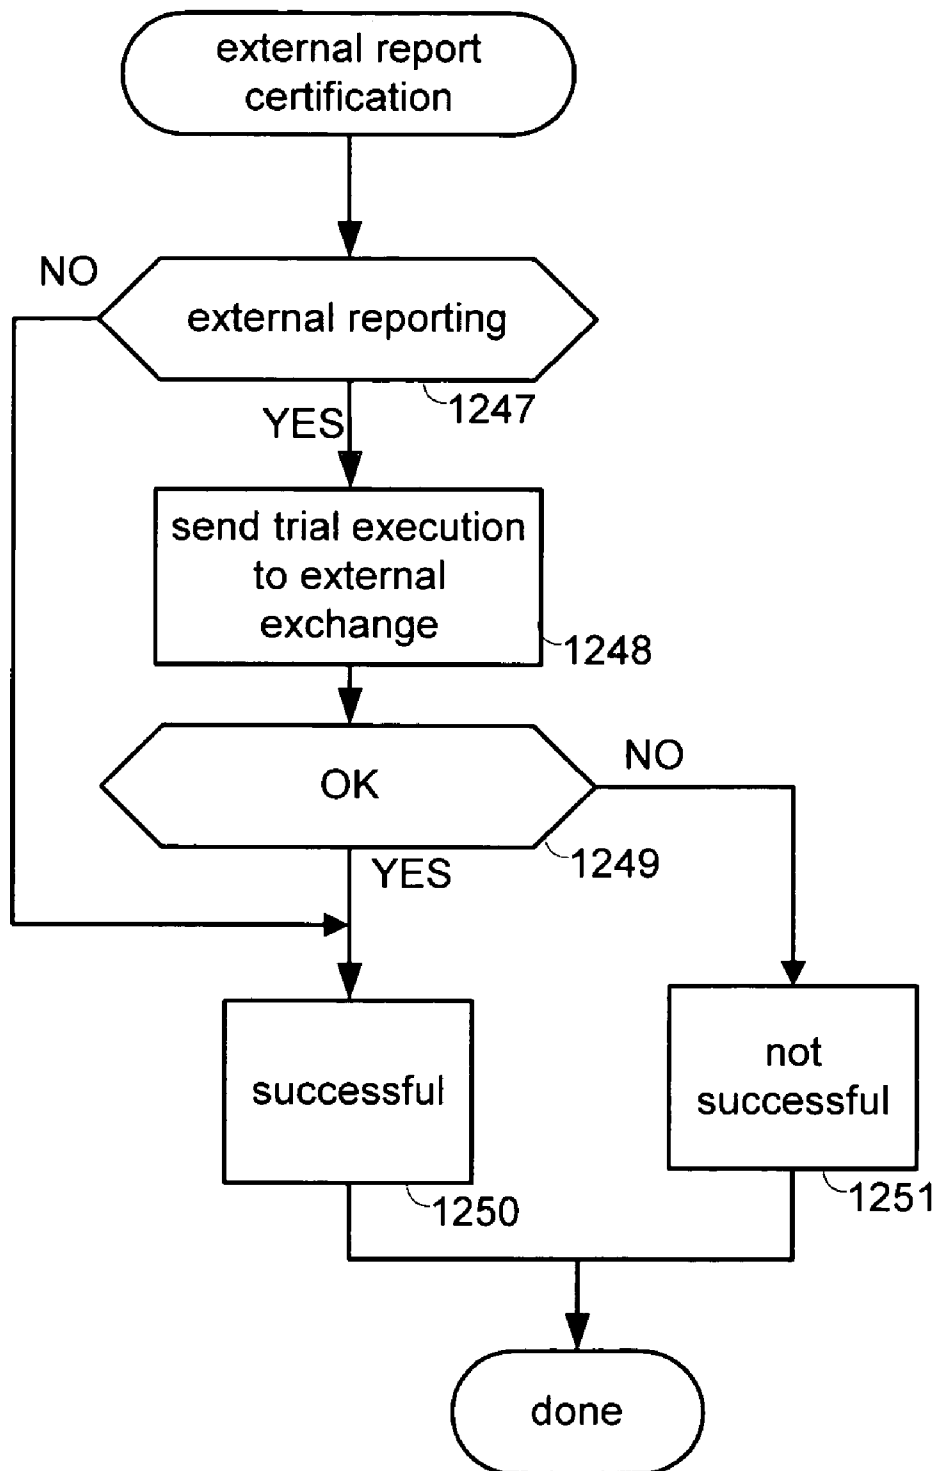 external report
certification
NO
external reporting
1247
YES
send trial execution
to external
exchange
1248
OK
NO
1249
YES
successful
not
successful
1250
1251
done